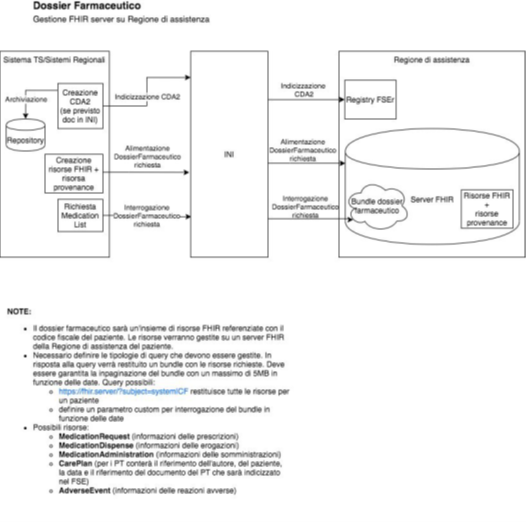 Dossier Farmaceutico
Gestione FHIR server su Regione di assistenza
Sistema TS/Sistemi Regionali
Regione di assistenza
Archiviazione
Creazione
CDA2
(se previsto
doc in INI)
Indicizzazione CDA2
Indicizzazione
CDA2
Registry FSEr
Repository
Creazione
risorse FHIR +
risorsa
provenance
Alimentazione
DossierFarmaceutico
richiesta
INI
Alimentazione
DossierFarmaceutico
richiesta
Richiesta
Medication
List
Interrogazione
DossierFarmaceutico
richiesta
Interrogazione
DossierFarmaceutico
richiesta
Bundle dossier
farmaceutico
Server FHIR
Risorse FHIR
+
risorse
provenance
NOTE:
• Il dossier farmaceutico sarà un'insieme di risorse FHIR referenziate con il
codice fiscale del paziente. Le risorse verranno gestite su un server FHIR
della Regione di assistenza del paziente.
• Necessario definire le tipologie di query che devono essere gestite. In
risposta alla query verrà restituito un bundle con le risorse richieste. Deve
essere garantita la inpaginazione del bundle con un massimo di 5MB in
funzione delle date. Query possibili:
○ https://fhir.server/?subject=system|CF restituisce tutte le risorse per
un paziente
○ definire un parametro custom per interrogazione del bundle in
funzione delle date
• Possibili risorse:
○ MedicationRequest (informazioni delle prescrizioni)
○ MedicationDispense (informazioni delle erogazioni)
○ MedicationAdministration (informazioni delle somministrazioni)
○ CarePlan (per i PT conterà il riferimento dell'autore, del paziente,
la data e il riferimento del documento del PT che sarà indicizzato
nel FSE)
○ AdverseEvent (informazioni delle reazioni avverse)